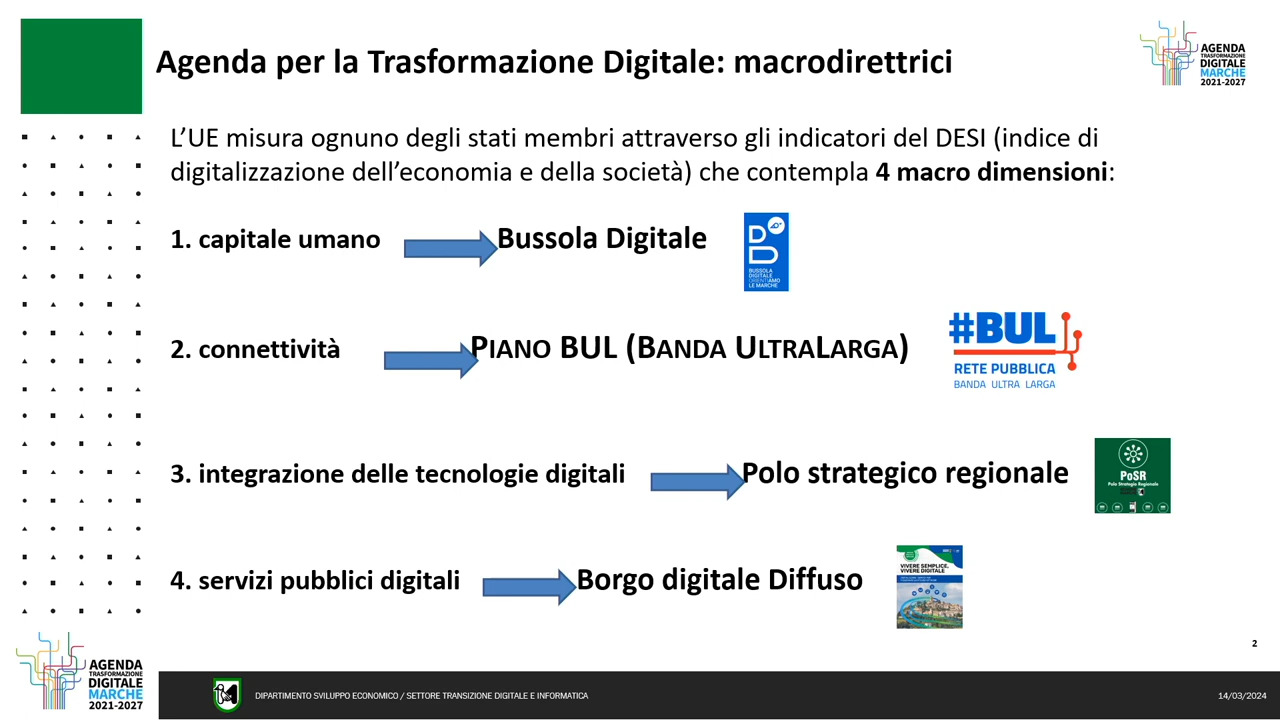 Agenda per la Trasformazione Digitale: macrodirettrici
AGENDA
TRASFORMAZIONE
DIGITALE
MARCHE
2021-2027
L'UE misura ognuno degli stati membri attraverso gli indicatori del DESI (indice di
digitalizzazione dell'economia e della società) che contempla 4 macro dimensioni:
1. capitale umano
Bussola Digitale
BUSSOLA
DIGITALE
ORIENTIAMO
LE MARCHE
2. connettività
PIANO BUL (BANDA ULTRALARGA)
#BUL
RETE PUBBLICA
BANDA ULTRA LARGA
3. integrazione delle tecnologie digitali
Polo strategico regionale
PoSR
Polo Strategico Regionale
4. servizi pubblici digitali
Borgo digitale Diffuso
VIVERE SEMPLICE,
VIVERE DIGITALE
2
AGENDA
TRASFORMAZIONE
DIGITALE
MARCHE
2021-2027
DIPARTIMENTO SVILUPPO ECONOMICO / SETTORE TRANSIZIONE DIGITALE E INFORMATICA
14/03/2024